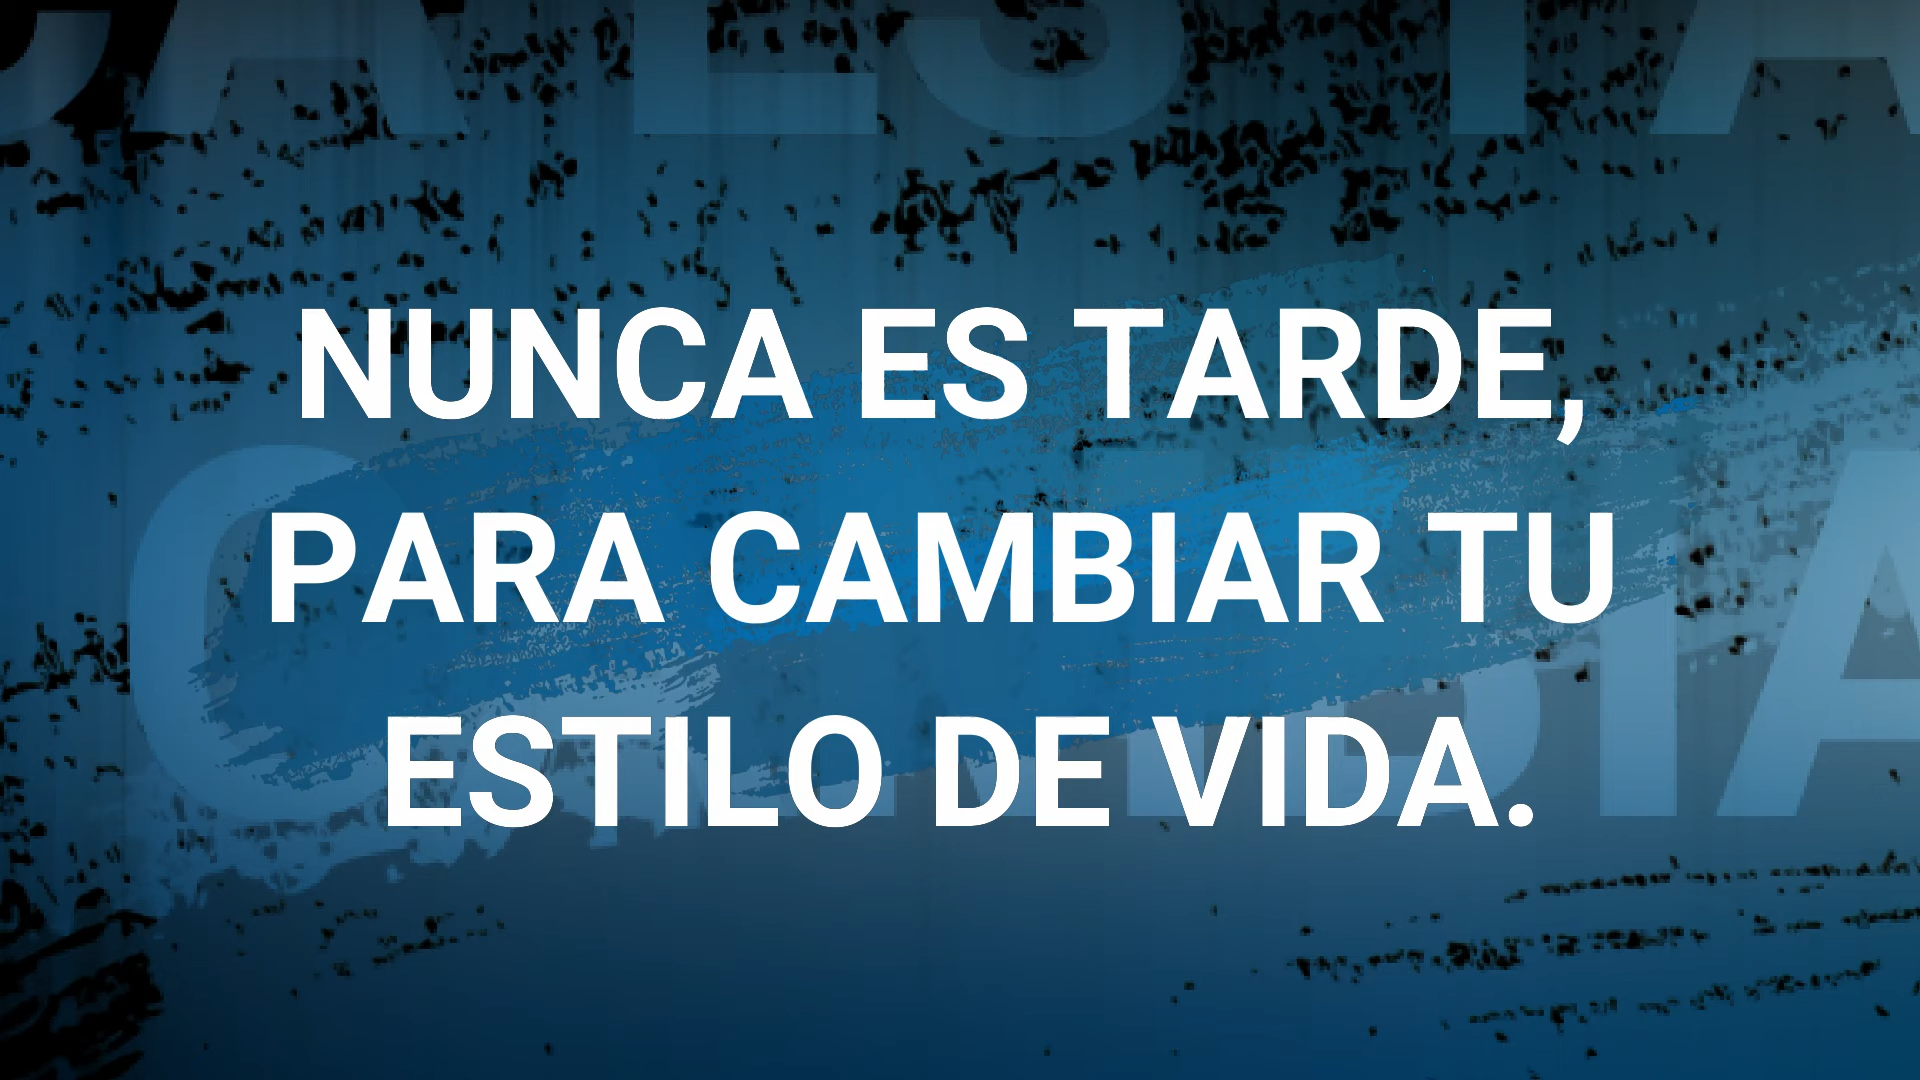 NUNCA ES TARDE,
PARA CAMBIAR TU
ESTILO DE VIDA.